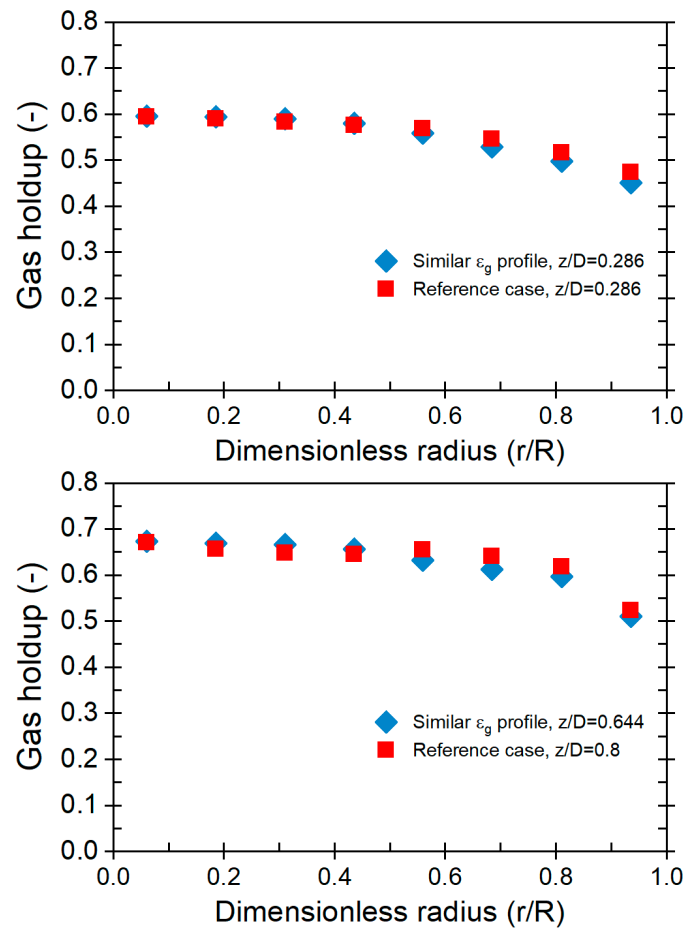 0.8
0.7
0.6
0.5
0.4
0.3
0.2
0.1
0.0
Gas holdup (-)
Similar εg profile, z/D=0.286
Reference case, z/D=0.286
0.0 0.2 0.4 0.6 0.8 1.0
Dimensionless radius (r/R)
0.8
0.7
0.6
0.5
0.4
0.3
0.2
0.1
0.0
Gas holdup (-)
Similar εg profile, z/D=0.644
Reference case, z/D=0.8
0.0 0.2 0.4 0.6 0.8 1.0
Dimensionless radius (r/R)